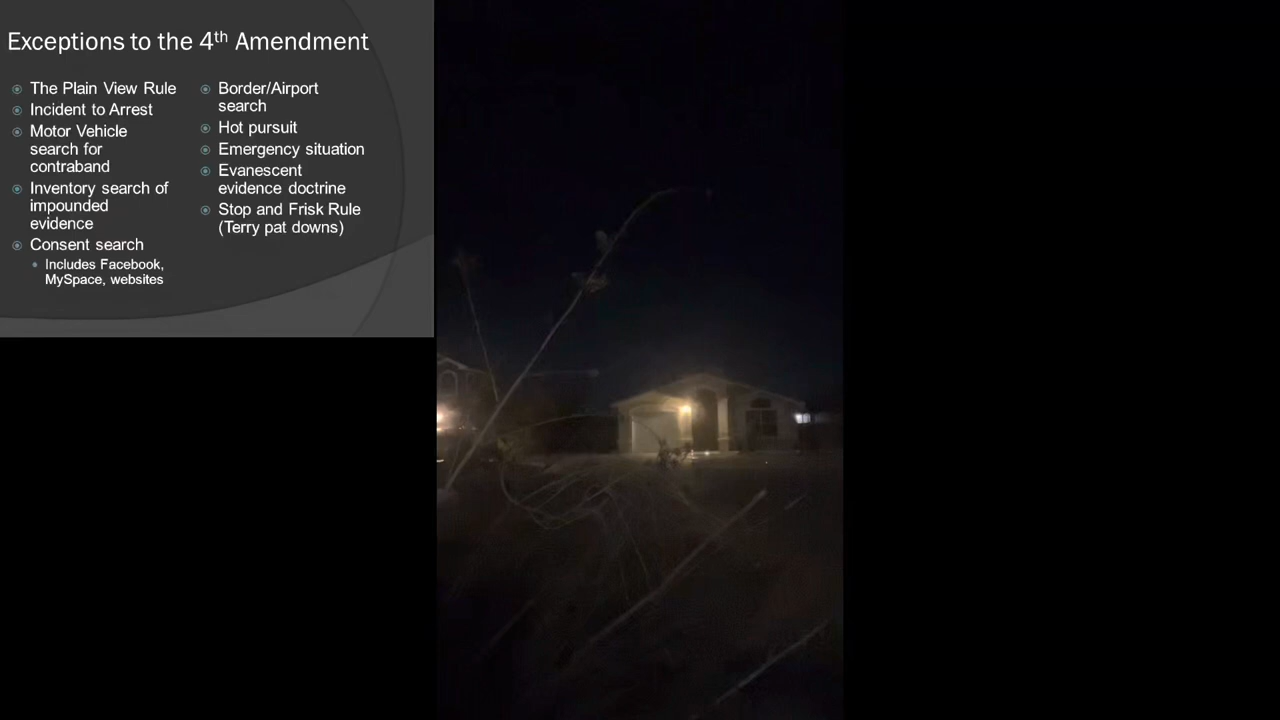 Exceptions to the 4th Amendment
The Plain View Rule
Incident to Arrest
Motor Vehicle
search for
contraband
Inventory search of
impounded
evidence
Consent search
Includes Facebook,
MySpace, websites
Border/Airport
search
Hot pursuit
Emergency situation
Evanescent
evidence doctrine
Stop and Frisk Rule
(Terry pat downs)